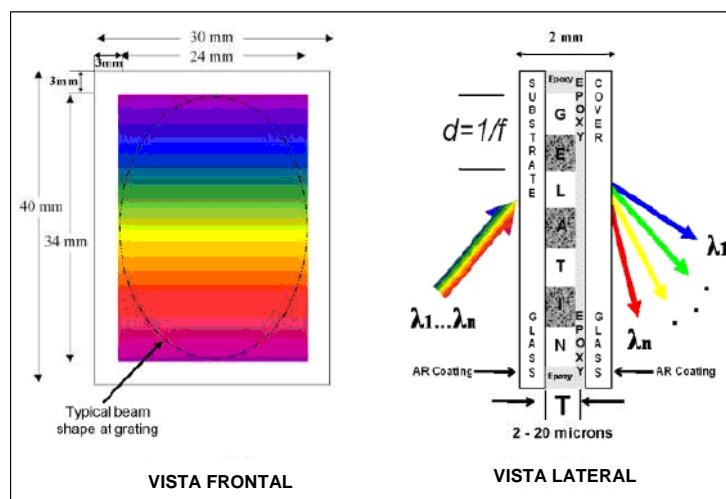 30 mm
24 mm
3mm
3mm
40 mm
34 mm
Typical beam
shape at grating
VISTA FRONTAL
2 mm
d=1/f
SUBSTRATE
GLASS
Epoxy
GELATIN
Epoxy
EPOXY
EPOXY
COVER
GLASS
λ1...λn
λ1
λn
AR Coating
AR Coating
T
2 - 20 microns
VISTA LATERAL